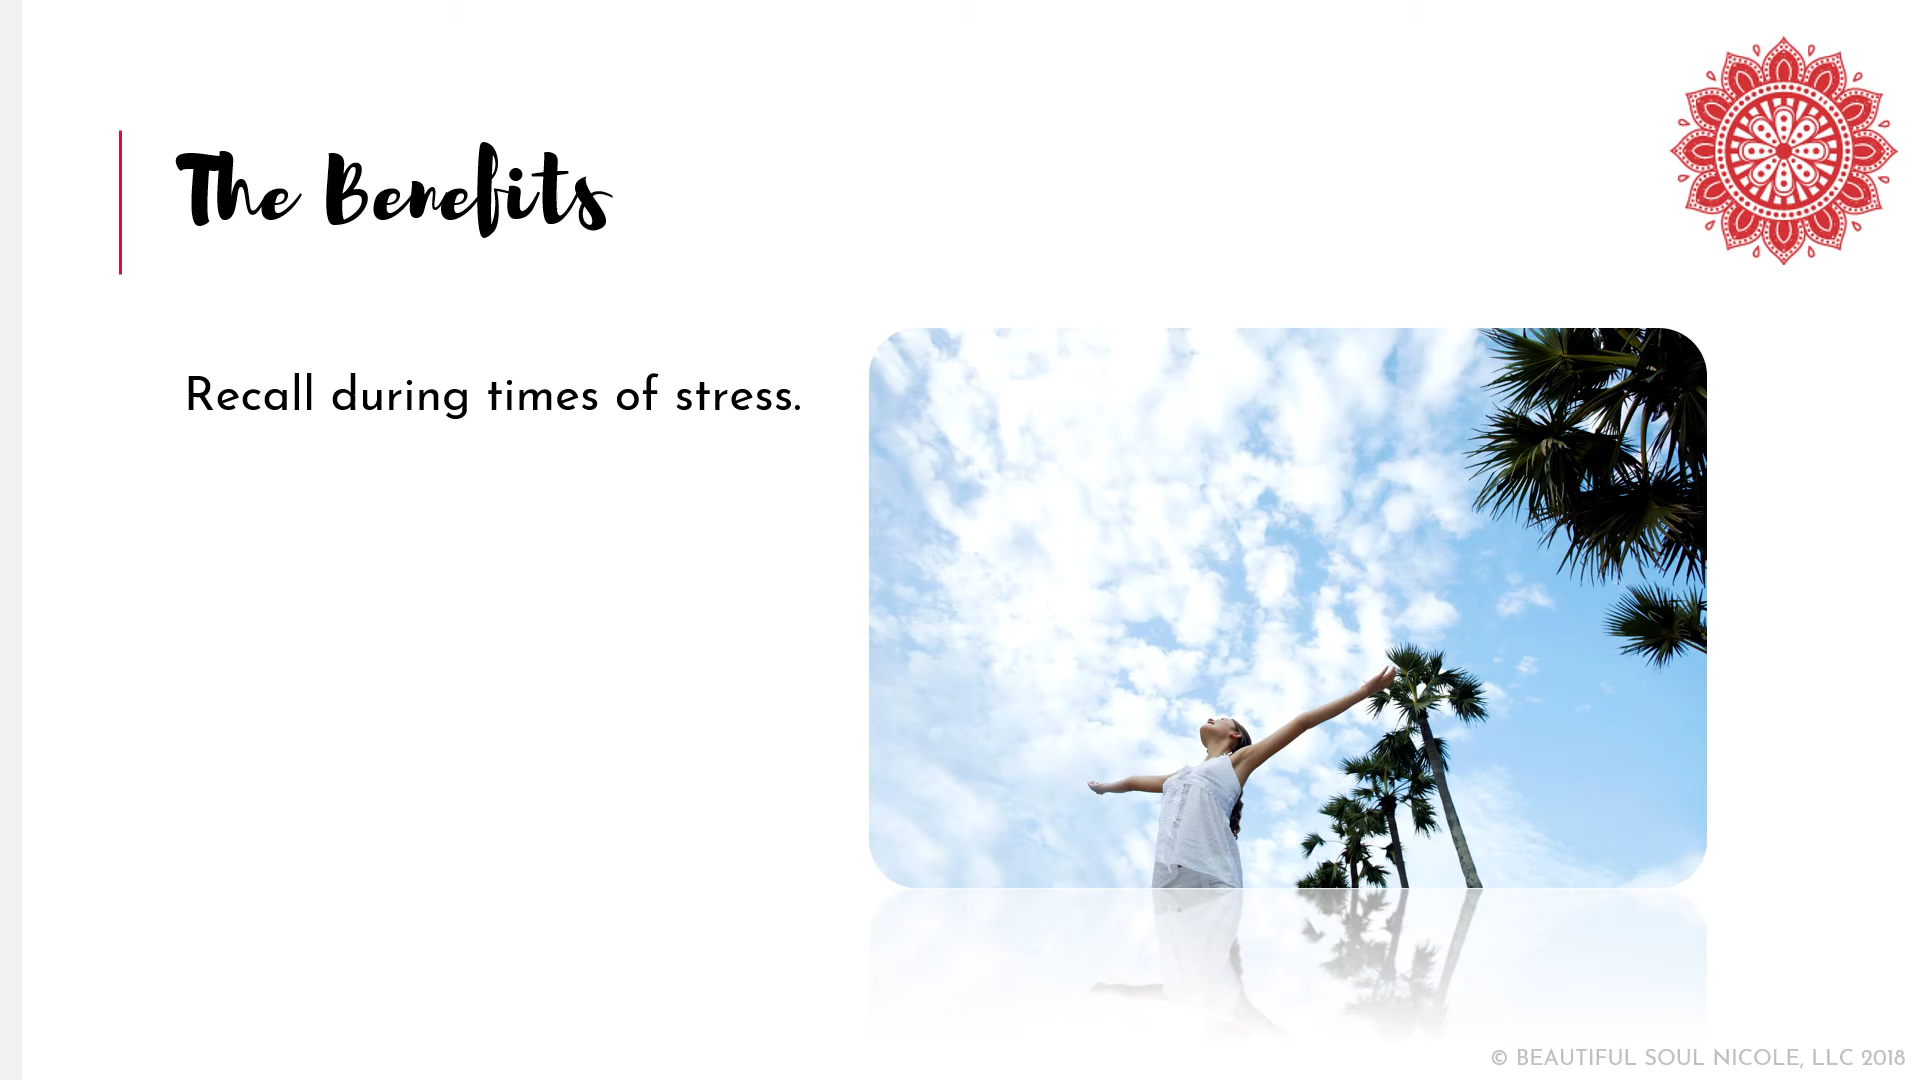 The Benefits
Recall during times of stress.
© BEAUTIFUL SOUL NICOLE, LLC 2018